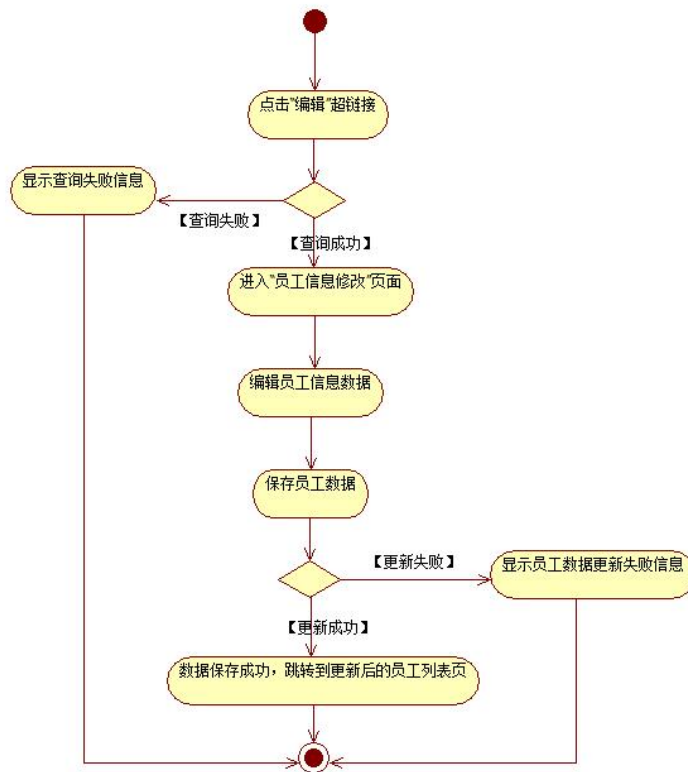 点击"编辑"超链接
显示查询失败信息
【查询失败】
【查询成功】
进入"员工信息修改"页面
编辑员工信息数据
保存员工数据
【更新失败】
显示员工数据更新失败信息
【更新成功】
数据保存成功，跳转到更新后的员工列表页